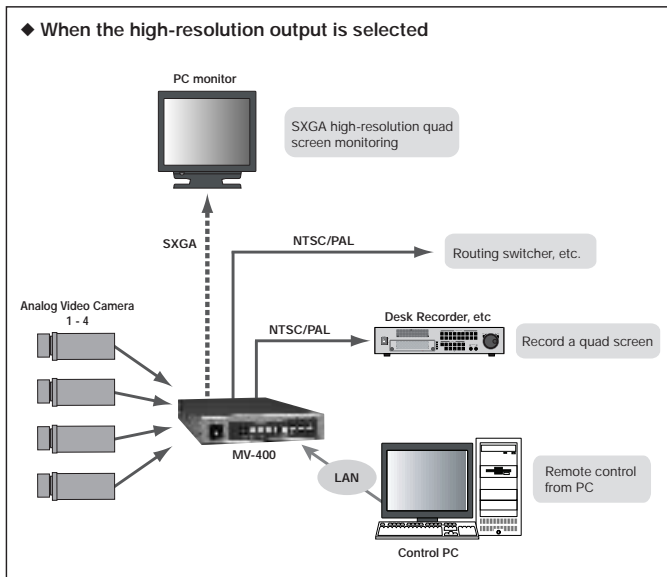 ◆ When the high-resolution output is selected
PC monitor
SXGA high-resolution quad
screen monitoring
SXGA
NTSC/PAL
Routing switcher, etc.
Analog Video Camera
1 - 4
Desk Recorder, etc
NTSC/PAL
Record a quad screen
MV-400
LAN
Remote control
from PC
Control PC